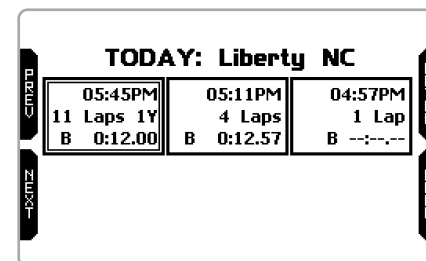 TODAY: Liberty NC
PREV
05:45PM
11 Laps 1Y
B 0:12.00
05:11PM
4 Laps
B 0:12.57
04:57PM
1 Lap
B --:--.--
NEXT